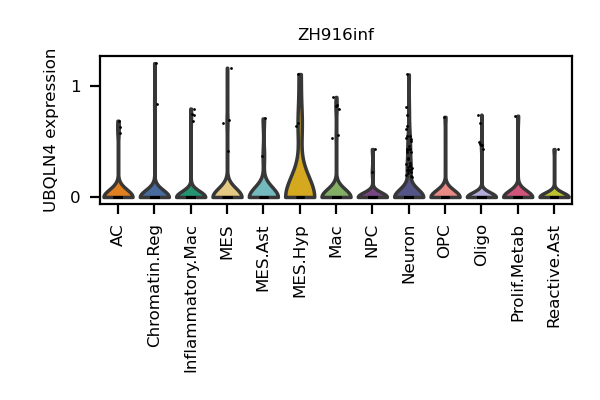 ZH916inf
UBQLN4 expression
1
0
AC
Chromatin.Reg
Inflammatory.Mac
MES
MES.Ast
MES.Hyp
Mac
NPC
Neuron
OPC
Oligo
Prolif.Metab
Reactive.Ast